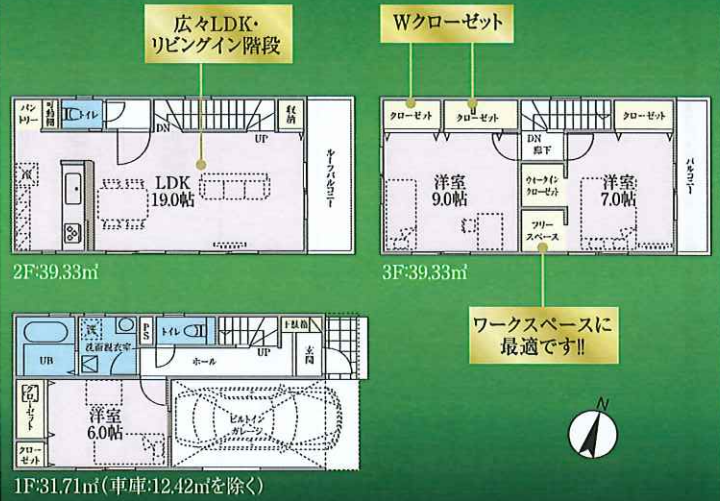 広々LDK・
リビングイン階段
Wクローゼット
パン
トリー
可動棚
トイレ
DN
UP
収納
冷
LDK
19.0帖
ルーフバルコニー
2F:39.33㎡
クローゼット
クローゼット
クローゼット
DN
廊下
洋室
9.0帖
ウォークイン
クローゼット
フリー
スペース
洋室
7.0帖
バルコニー
3F:39.33㎡
ワークスペースに
最適です!!
UB
洗
洗面脱衣室
PS
トイレ
UP
ホール
下駄箱
玄関
クローゼット
クロー
ゼット
洋室
6.0帖
ビルトイン
ガレージ
N
1F:31.71㎡(車庫:12.42㎡を除く)